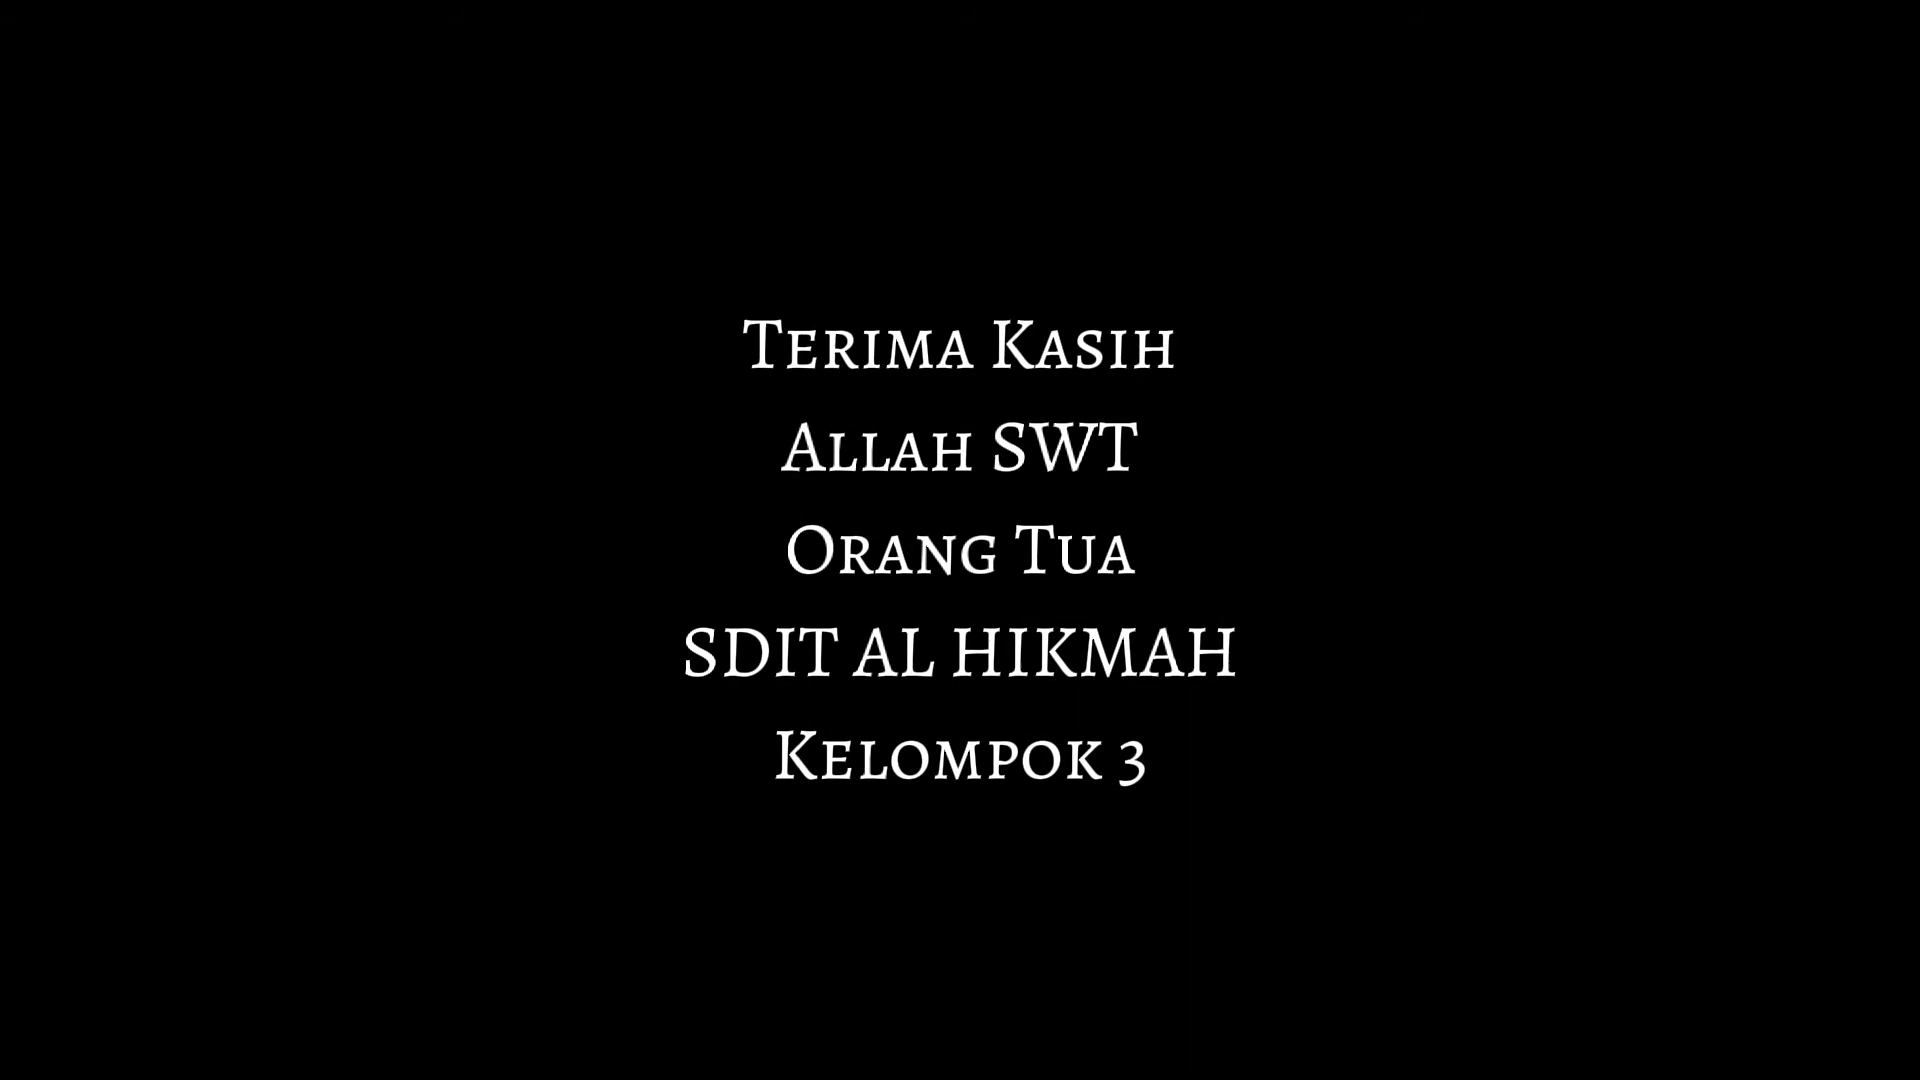 Terima Kasih
Allah SWT
Orang Tua
SDIT AL HIKMAH
Kelompok 3